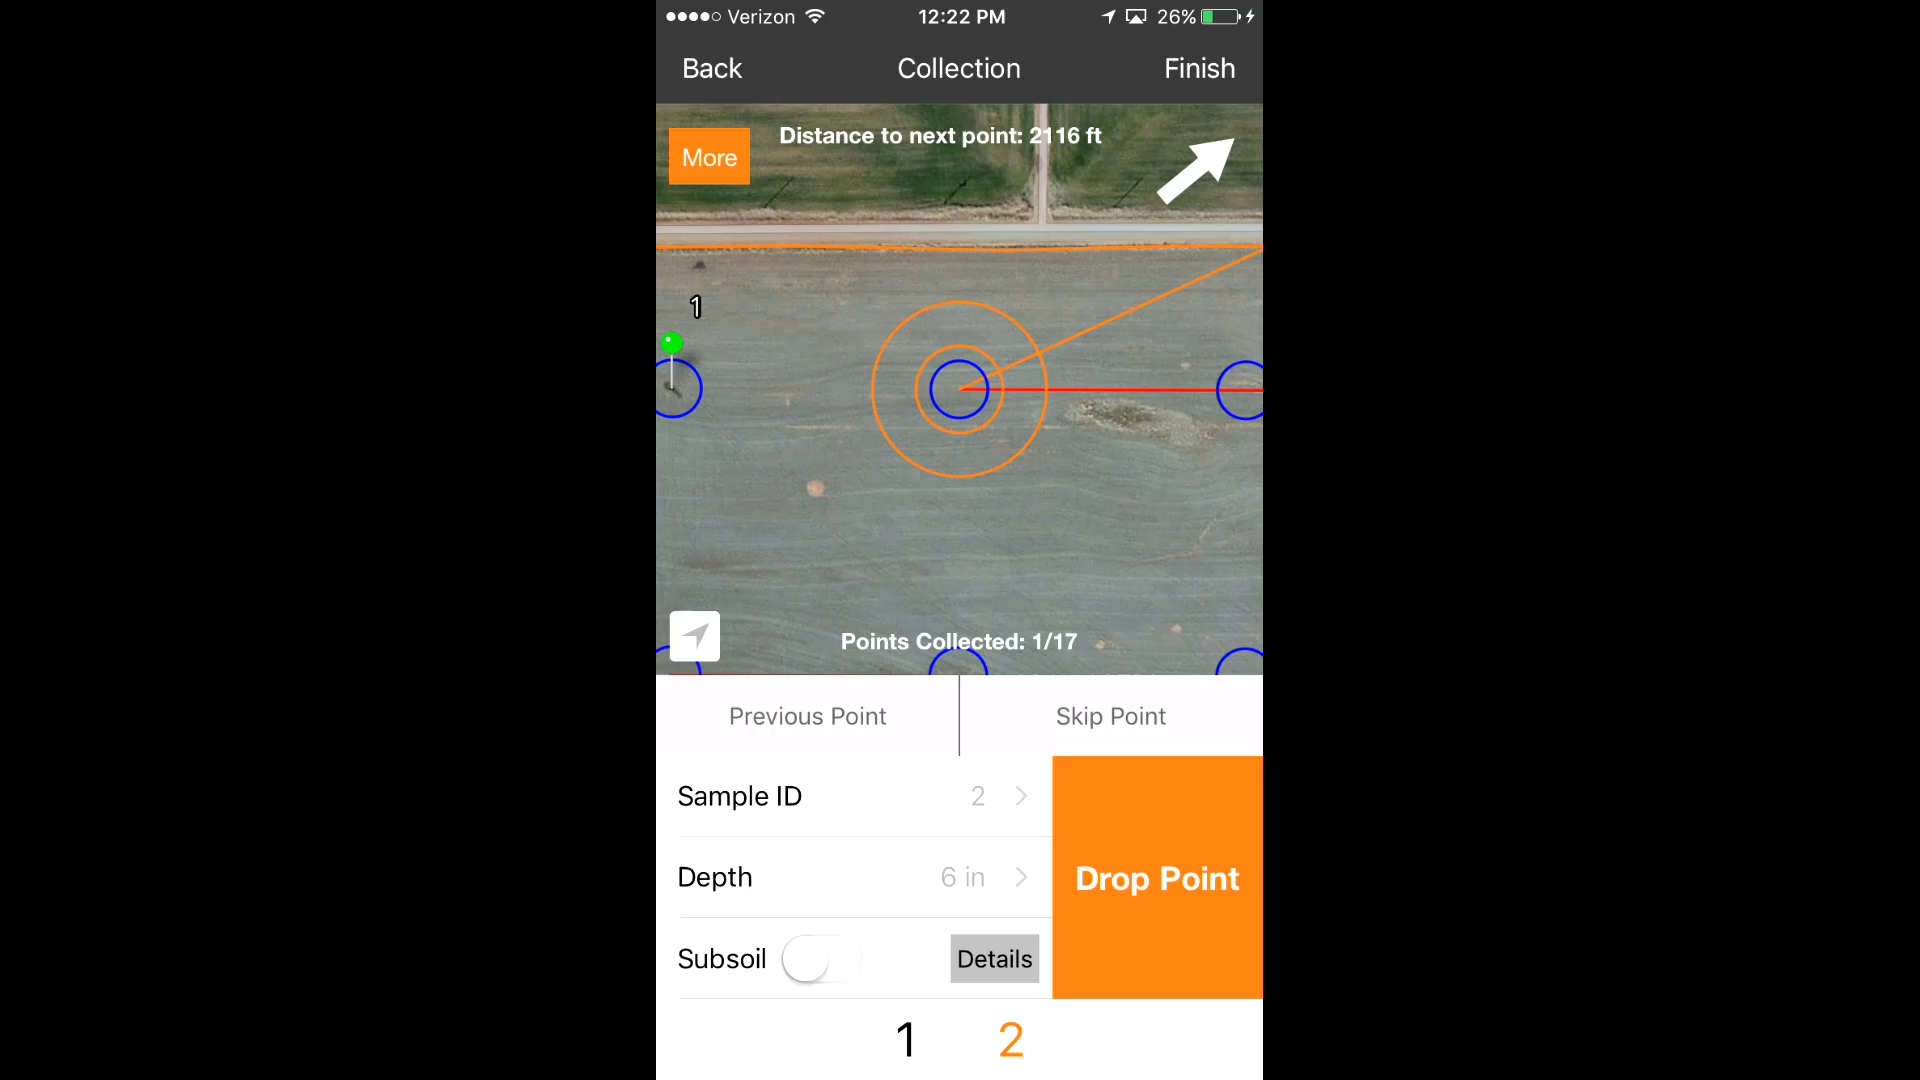 Verizon 12:22 PM 26%
Back Collection Finish
More Distance to next point: 2116 ft
1
Points Collected: 1/17
Previous Point Skip Point
Sample ID 2
Depth 6 in
Drop Point
Subsoil Details
1 2